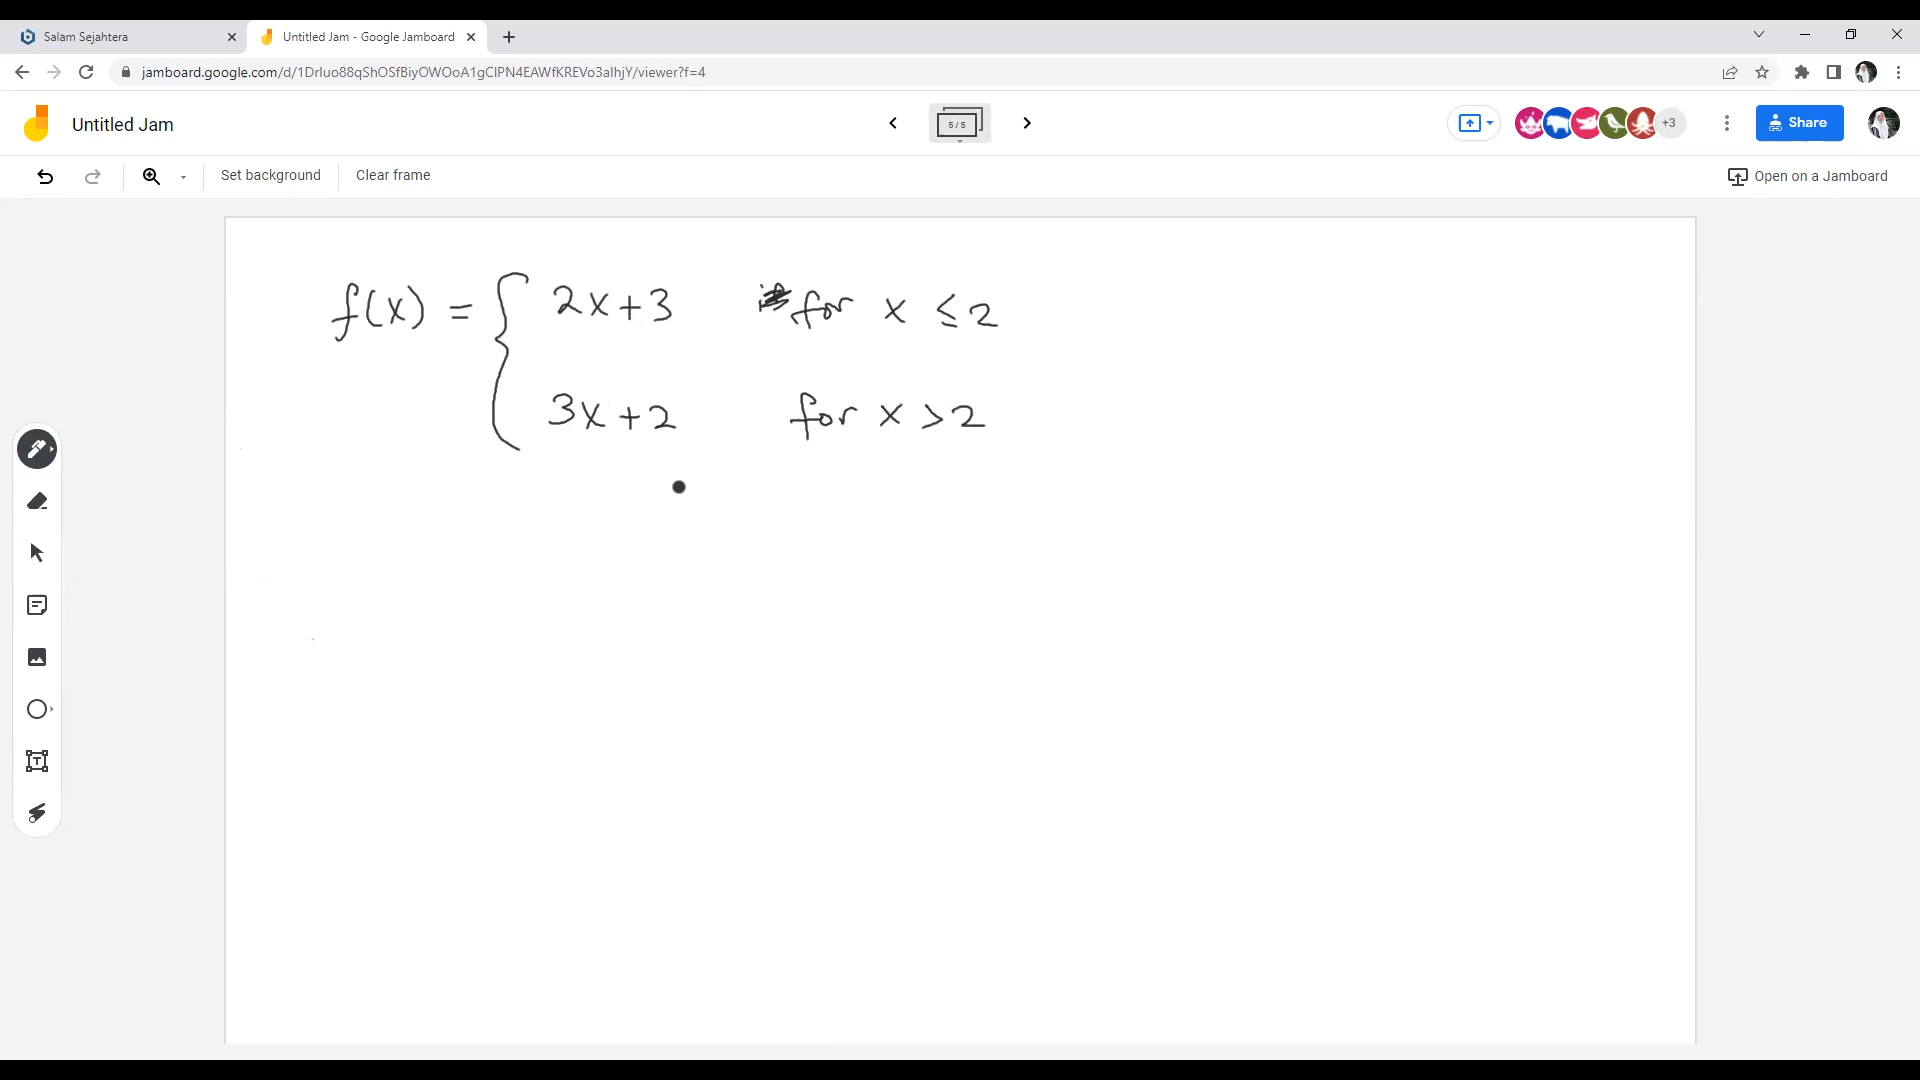 Salam Sejahtera
Untitled Jam - Google Jamboard
jamboard.google.com/d/1Drluo88qShOSfBiyOWOoA1gClPN4EAWfKREVo3alhjY/viewer?f=4
Untitled Jam
5 / 5
+3
Share
Set background
Clear frame
Open on a Jamboard
f(x) = { 2x+3 for x ≤ 2
3x+2 for x > 2